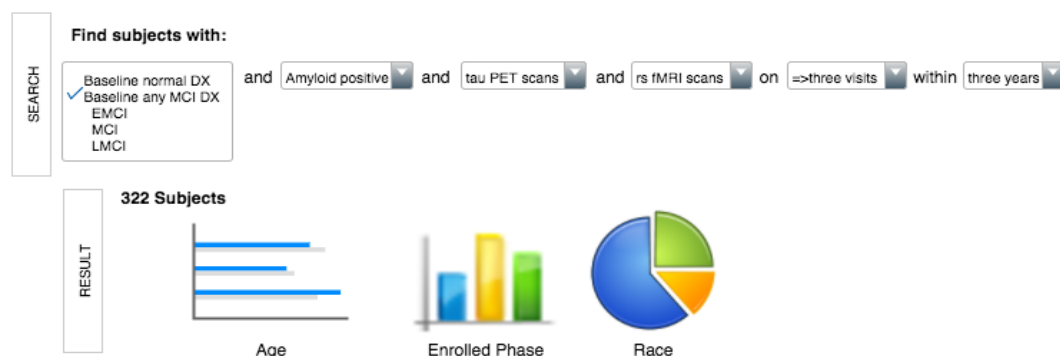 SEARCH
Find subjects with:
Baseline normal DX
Baseline any MCI DX
EMCI
MCI
LMCI
and Amyloid positive and tau PET scans and rs fMRI scans on =>three visits within three years
RESULT
322 Subjects
Age Enrolled Phase Race